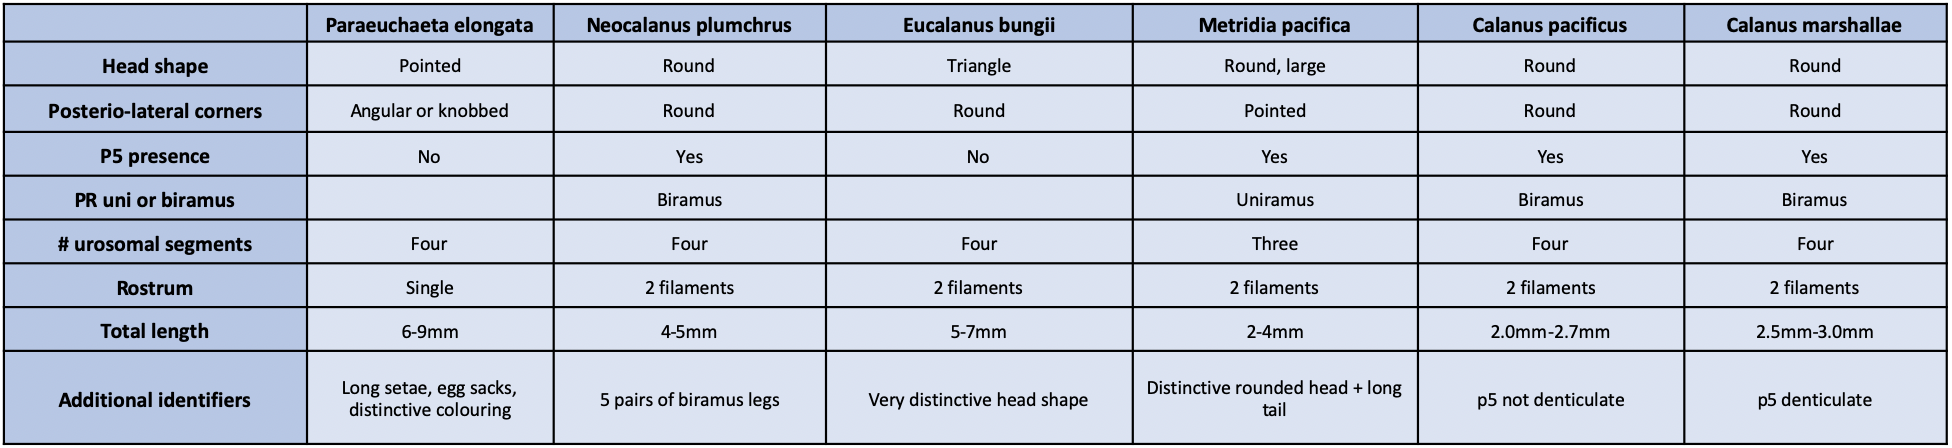 Paraeuchaeta elongata Neocalanus plumchrus Eucalanus bungii Metridia pacifica Calanus pacificus Calanus marshallae
Head shape Pointed Round Triangle Round, large Round Round
Posterio-lateral corners Angular or knobbed Round Round Pointed Round Round
P5 presence No Yes No Yes Yes Yes
PR uni or biramus Biramus Uniramus Biramus Biramus
# urosomal segments Four Four Four Three Four Four
Rostrum Single 2 filaments 2 filaments 2 filaments 2 filaments 2 filaments
Total length 6-9mm 4-5mm 5-7mm 2-4mm 2.0mm-2.7mm 2.5mm-3.0mm
Additional identifiers Long setae, egg sacks, distinctive colouring 5 pairs of biramus legs Very distinctive head shape Distinctive rounded head + long tail p5 not denticulate p5 denticulate